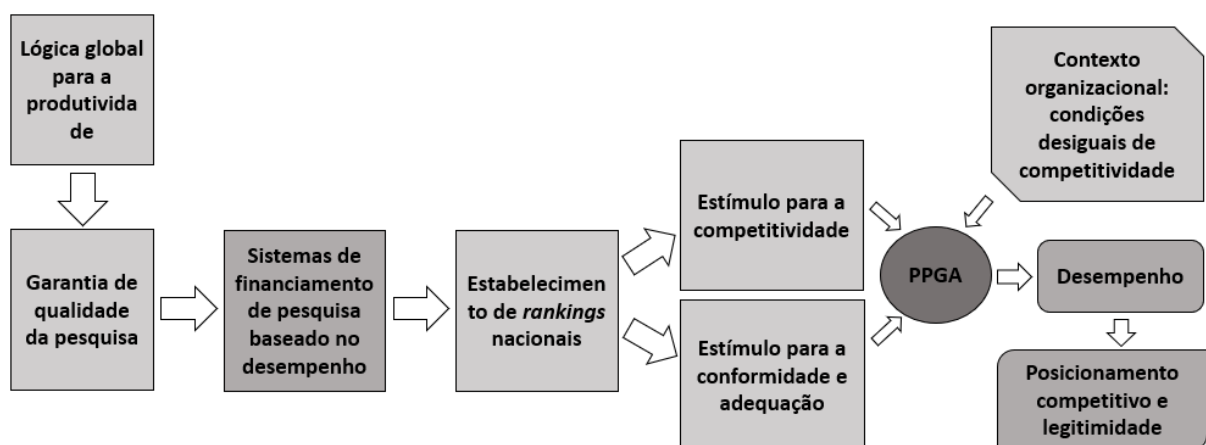 Lógica global
para a
produtivida
de
Garantia de
qualidade
da pesquisa
Sistemas de
financiamento
de pesquisa
baseado no
desempenho
Estabelecimen
to de rankings
nacionais
Estímulo para a
competitividade
Estímulo para a
conformidade e
adequação
Contexto
organizacional:
condições
desiguais de
competitividade
PPGA
Desempenho
Posicionamento
competitivo e
legitimidade